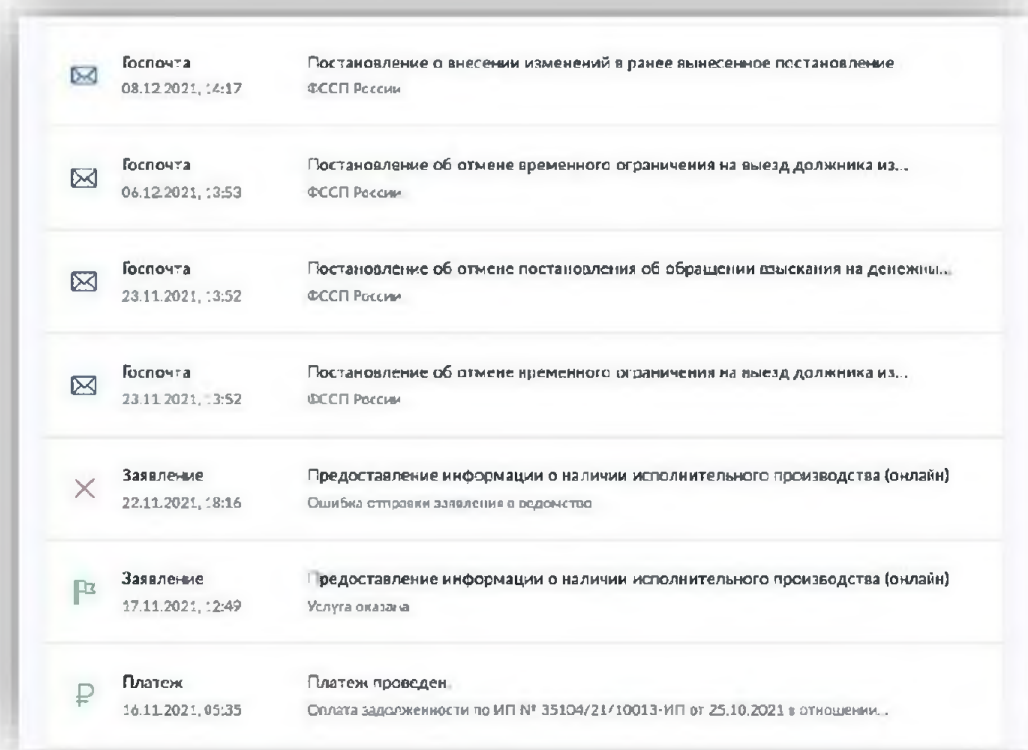 Госпочта
Постановление о внесении изменений в ранее вынесенное постановление
08.12.2021, 14:17
ФССП России
Госпочта
Постановление об отмене временного ограничения на выезд должника из...
06.12.2021, 13:53
ФССП России
Госпочта
Постановление об отмене постановления об обращении взыскания на денежны...
23.11.2021, 13:52
ФССП России
Госпочта
Постановление об отмене временного ограничения на выезд должника из...
23.11.2021, 13:52
ФССП России
Заявление
Предоставление информации о наличии исполнительного производства (онлайн)
22.11.2021, 18:16
Ошибка отправки заявления в ведомство
Заявление
Предоставление информации о наличии исполнительного производства (онлайн)
17.11.2021, 12:49
Услуга оказана
Платеж
Платеж проведен
16.11.2021, 05:35
Оплата задолженности по ИП № 35104/21/10013-ИП от 25.10.2021 в отношении...